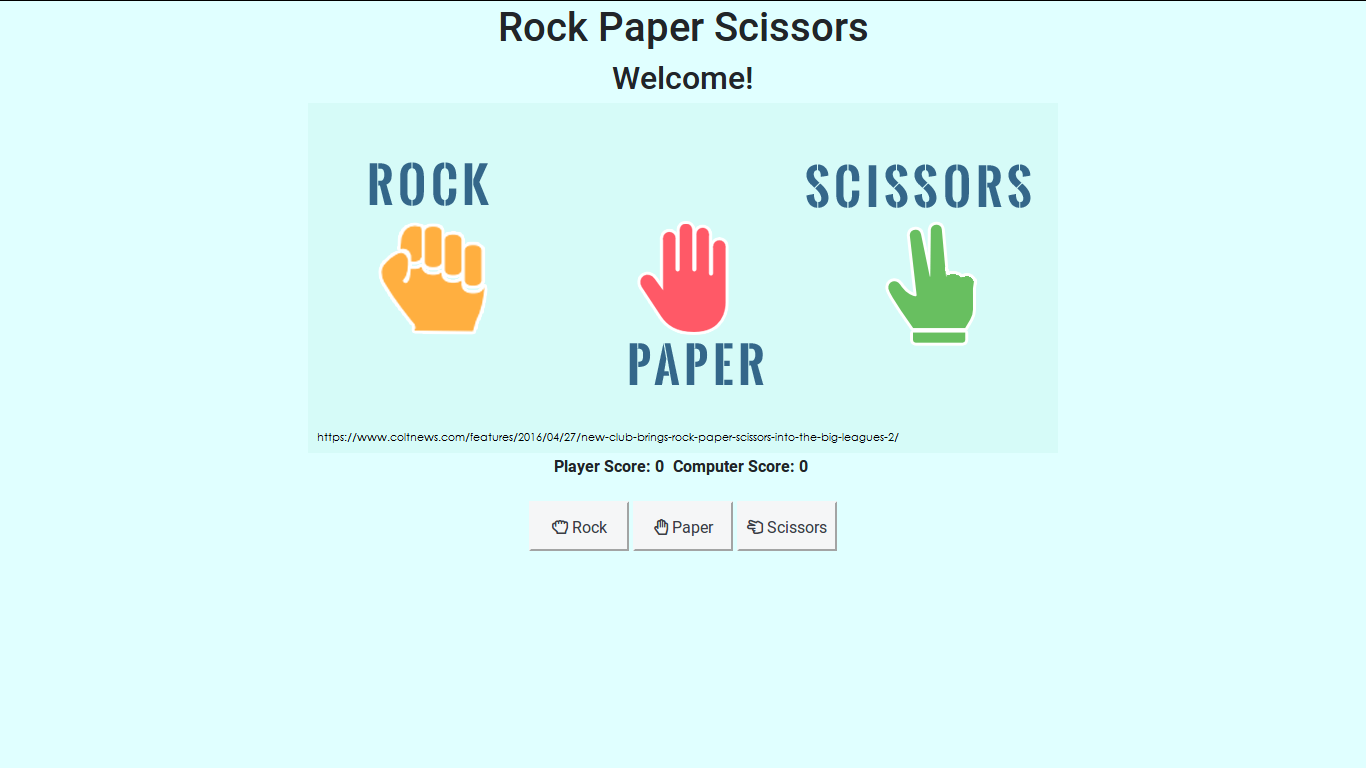 Rock Paper Scissors
Welcome!
ROCK
SCISSORS
PAPER
https://www.coltnews.com/features/2016/04/27/new-club-brings-rock-paper-scissors-into-the-big-leagues-2/
Player Score: 0 Computer Score: 0
Rock Paper Scissors